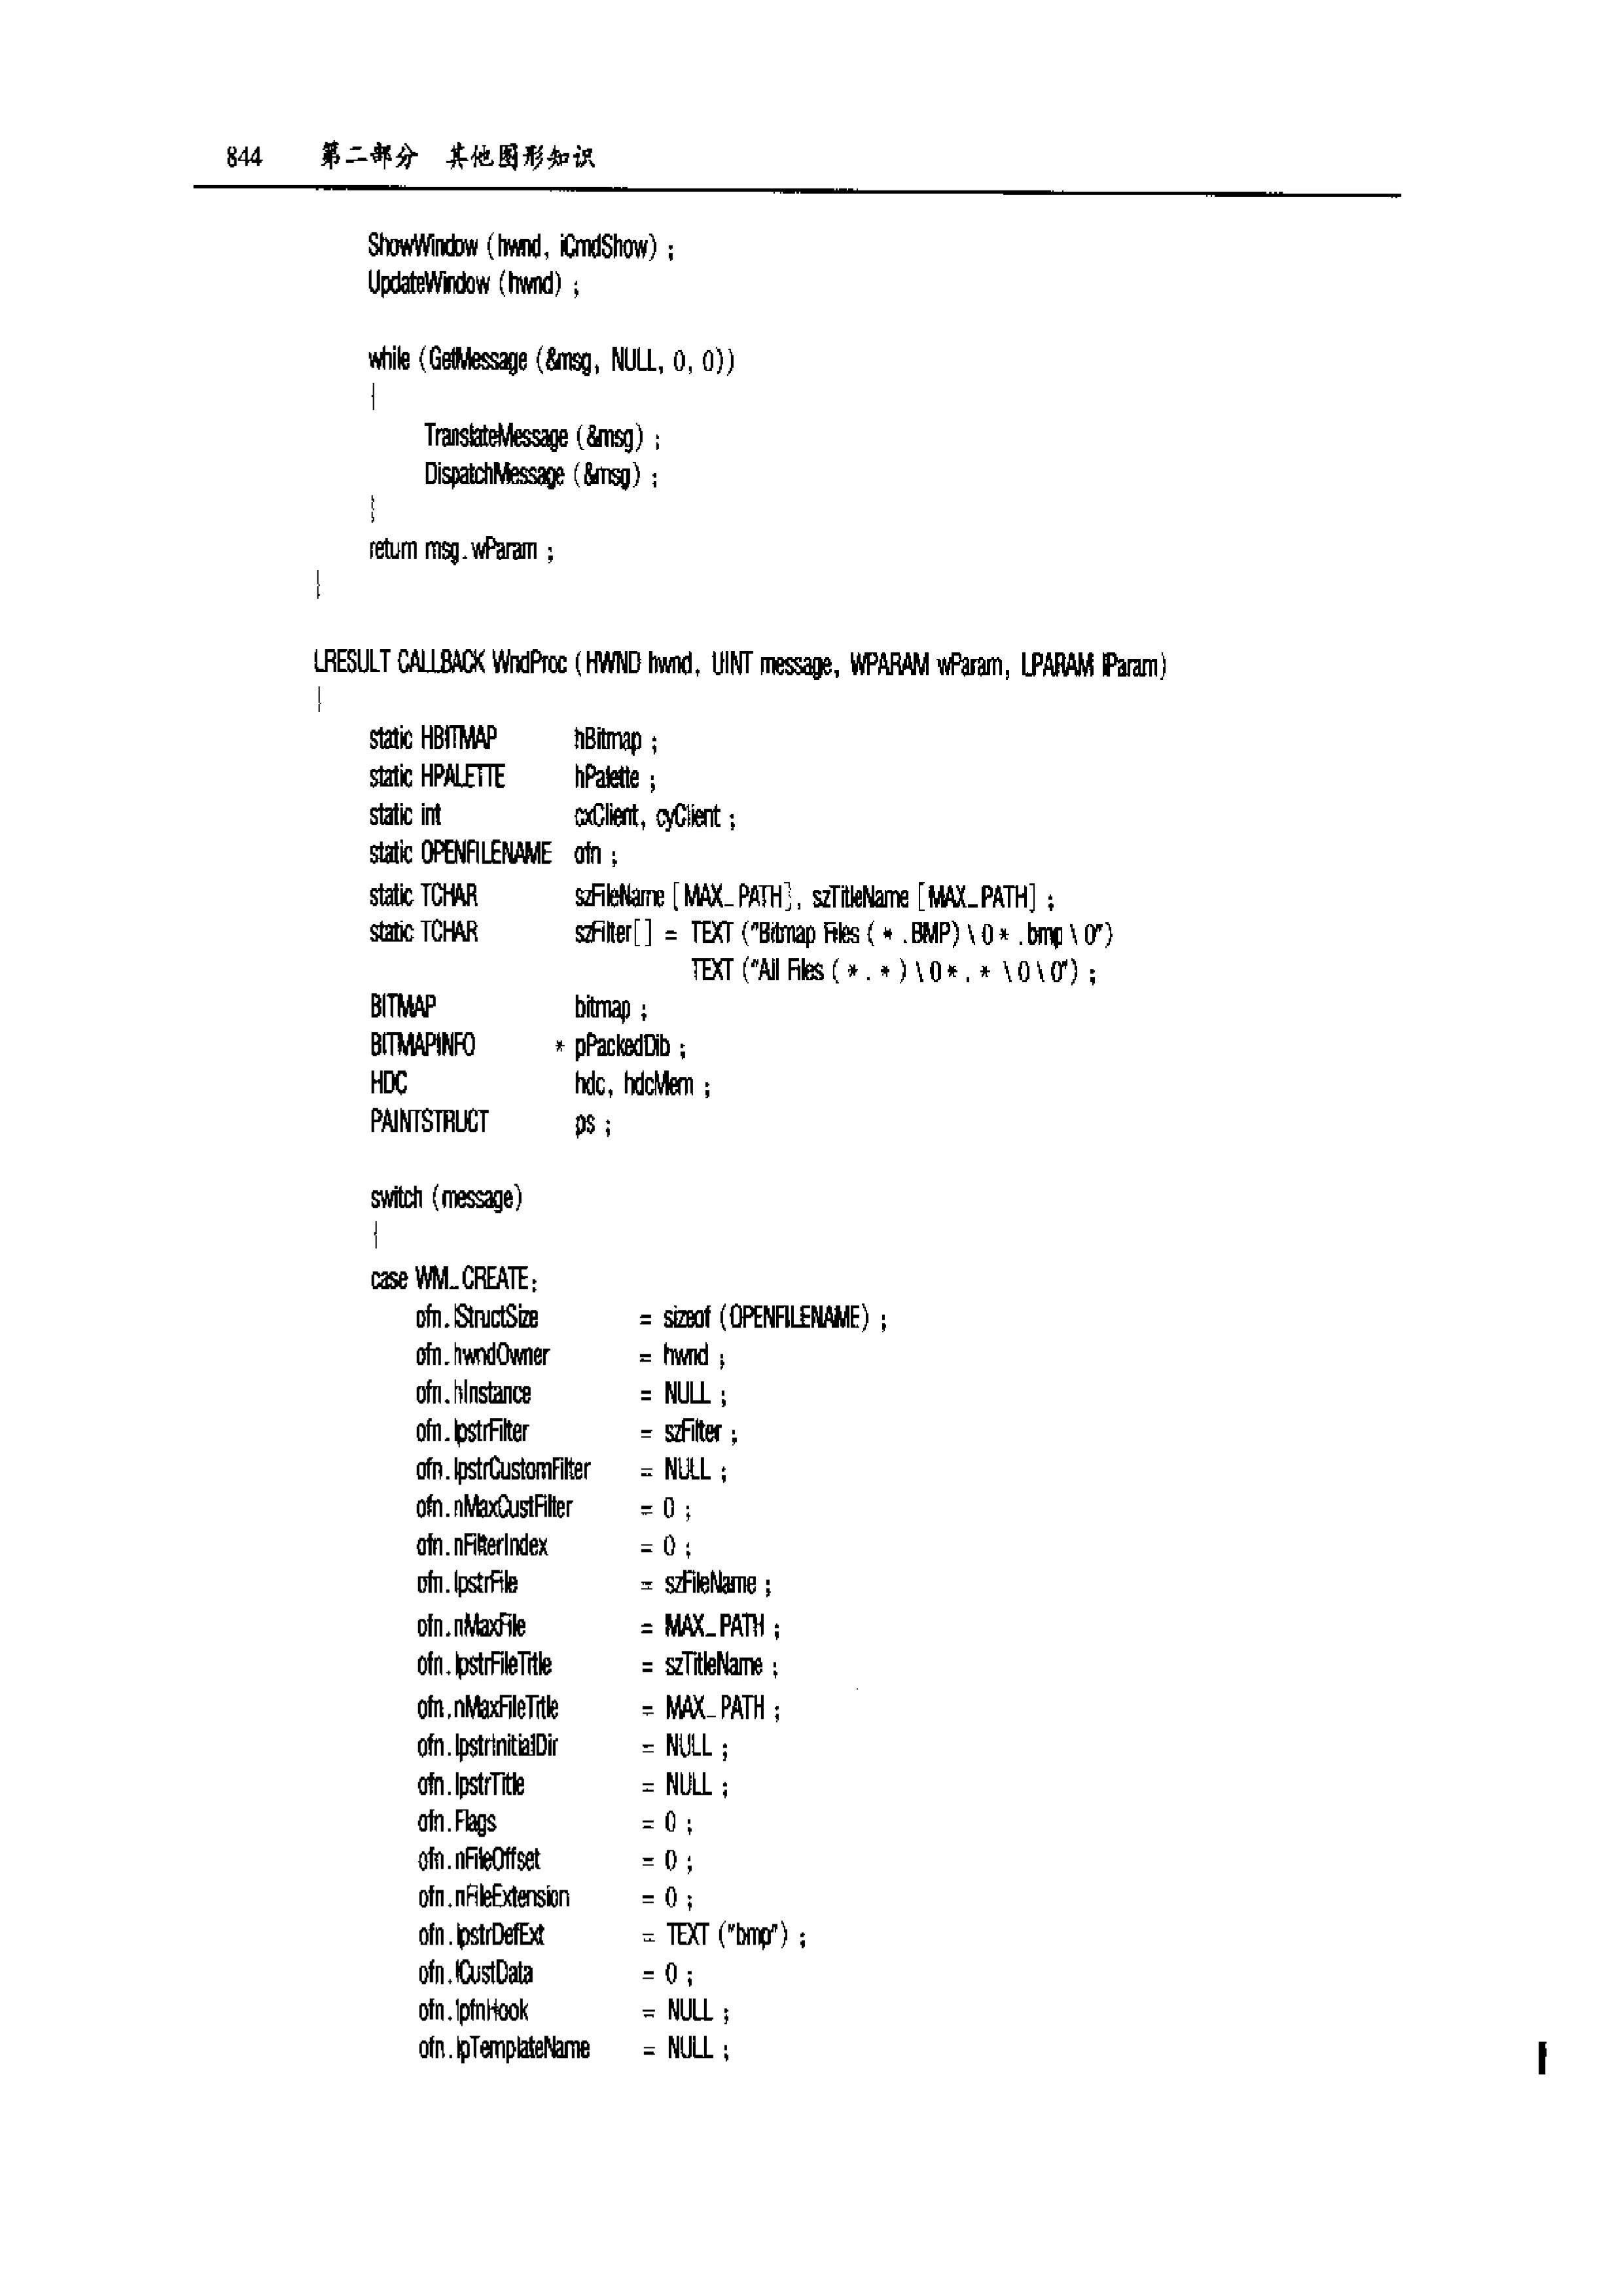 844 第二部分 其他图形知识
ShowWindow (hwnd, iCmdShow) ;
UpdateWindow (hwnd) ;
while (GetMessage (&msg, NULL, 0, 0))
{
TranslateMessage (&msg) ;
DispatchMessage (&msg) ;
}
return msg.wParam ;
}
LRESULT CALLBACK WndProc (HWND hwnd, UINT message, WPARAM wParam, LPARAM lParam)
{
static HBITMAP hBitmap ;
static HPALETTE hPalette ;
static int cxClient, cyClient ;
static OPENFILENAME ofn ;
static TCHAR szFileName [MAX_PATH], szTitleName [MAX_PATH] ;
static TCHAR szFilter[] = TEXT ("Bitmap Files (*.BMP)\0*.bmp\0")
TEXT ("All Files (*.*)\0*.*\0\0") ;
BITMAP bitmap ;
BITMAPINFO * pPackedDib ;
HDC hdc, hdcMem ;
PAINTSTRUCT ps ;
switch (message)
{
case WM_CREATE:
ofn.lStructSize = sizeof (OPENFILENAME) ;
ofn.hwndOwner = hwnd ;
ofn.hInstance = NULL ;
ofn.lpstrFilter = szFilter ;
ofn.lpstrCustomFilter = NULL ;
ofn.nMaxCustFilter = 0 ;
ofn.nFilterIndex = 0 ;
ofn.lpstrFile = szFileName ;
ofn.nMaxFile = MAX_PATH ;
ofn.lpstrFileTitle = szTitleName ;
ofn.nMaxFileTitle = MAX_PATH ;
ofn.lpstrInitialDir = NULL ;
ofn.lpstrTitle = NULL ;
ofn.Flags = 0 ;
ofn.nFileOffset = 0 ;
ofn.nFileExtension = 0 ;
ofn.lpstrDefExt = TEXT ("bmp") ;
ofn.lCustData = 0 ;
ofn.lpfnHook = NULL ;
ofn.lpTemplateName = NULL ;